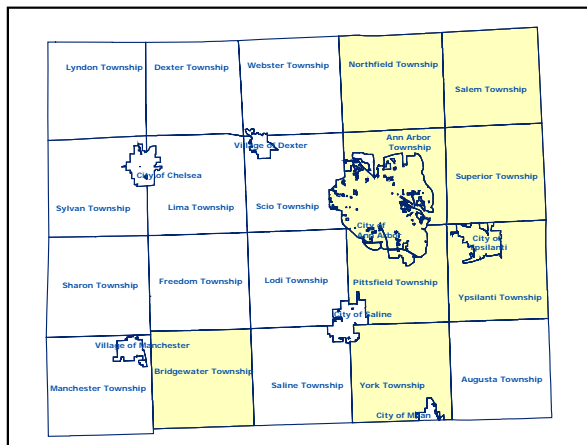 Lyndon Township
Dexter Township
Webster Township
Northfield Township
Salem Township
Village of Dexter
Ann Arbor
Township
City of Chelsea
Superior Township
Sylvan Township
Lima Township
Scio Township
City of
Ann Arbor
City of
Ypsilanti
Sharon Township
Freedom Township
Lodi Township
Pittsfield Township
Ypsilanti Township
City of Saline
Village of Manchester
Bridgewater Township
Manchester Township
Saline Township
York Township
Augusta Township
City of Milan